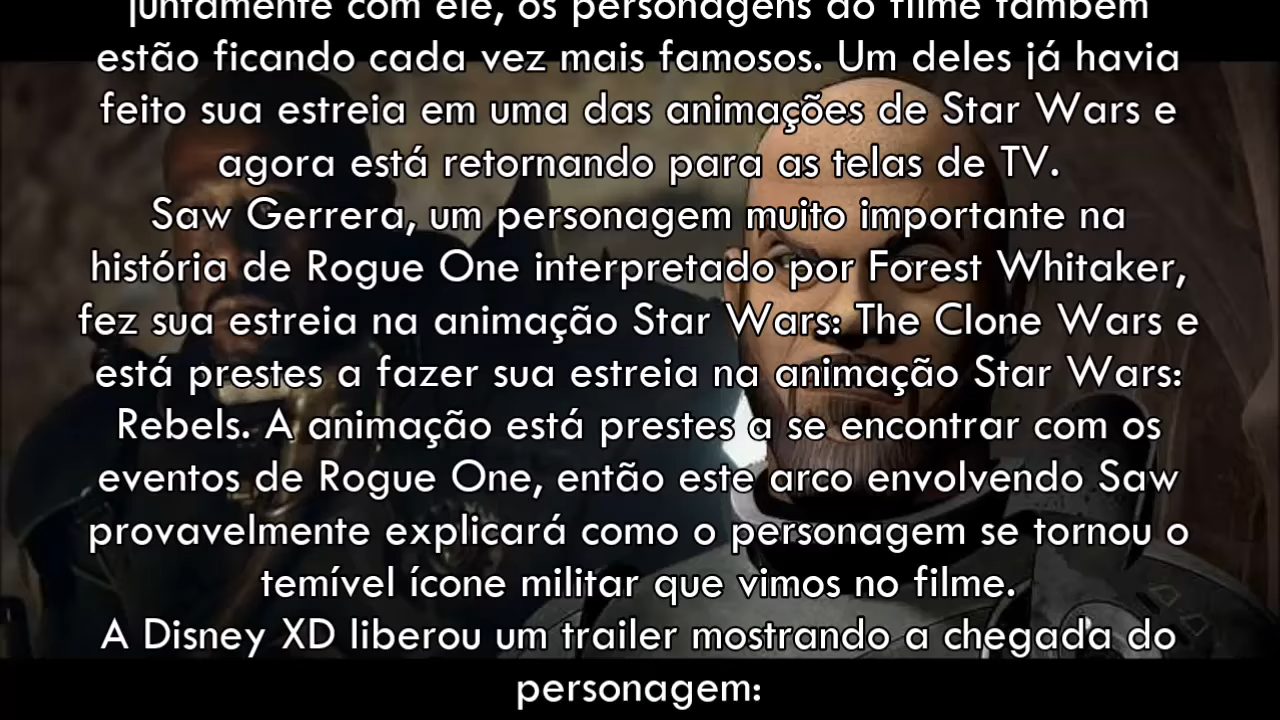 juntamente com ele, os personagens do filme também
estão ficando cada vez mais famosos. Um deles já havia
feito sua estreia em uma das animações de Star Wars e
agora está retornando para as telas de TV.
Saw Gerrera, um personagem muito importante na
história de Rogue One interpretado por Forest Whitaker,
fez sua estreia na animação Star Wars: The Clone Wars e
está prestes a fazer sua estreia na animação Star Wars:
Rebels. A animação está prestes a se encontrar com os
eventos de Rogue One, então este arco envolvendo Saw
provavelmente explicará como o personagem se tornou o
temível ícone militar que vimos no filme.
A Disney XD liberou um trailer mostrando a chegada do
personagem: